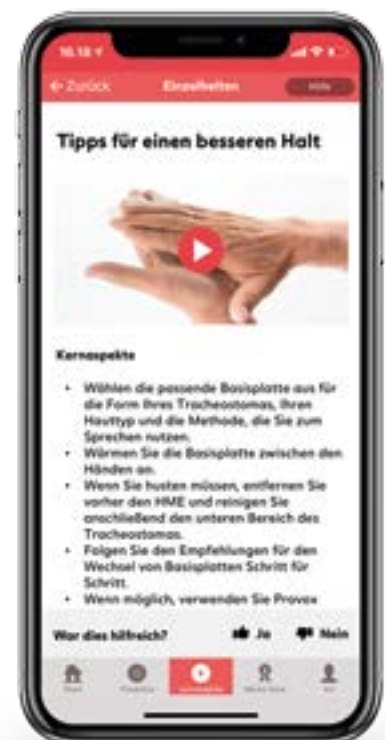 16.18
← Zurück Einzelheiten Hilfe
Tipps für einen besseren Halt
Kernaspekte
• Wählen die passende Basisplatte aus für
die Form Ihres Tracheostomas, Ihren
Hauttyp und die Methode, die Sie zum
Sprechen nutzen.
• Wärmen Sie die Basisplatte zwischen den
Händen an.
• Wenn Sie husten müssen, entfernen Sie
vorher den HME und reinigen Sie
anschließend den unteren Bereich des
Tracheostomas.
• Folgen Sie den Empfehlungen für den
Wechsel von Basisplatten Schritt für
Schritt.
• Wenn möglich, verwenden Sie Provox
War dies hilfreich? Ja Nein